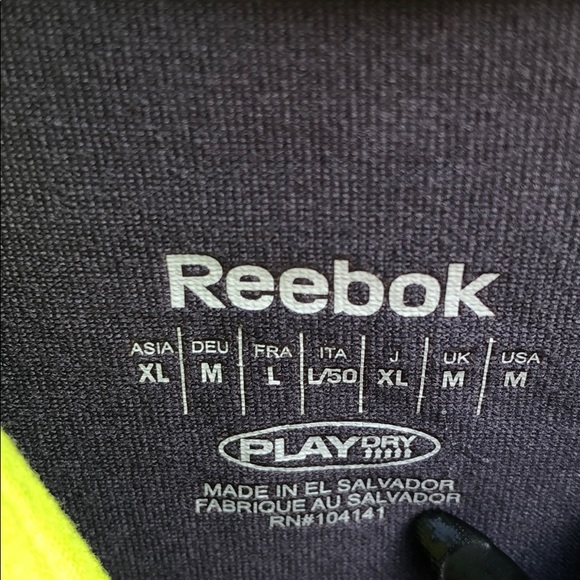 Reebok
ASIA DEU FRA ITA J UK USA
XL M L L/50 XL M M
PLAY DRY
MADE IN EL SALVADOR
FABRIQUE AU SALVADOR
RN#104141